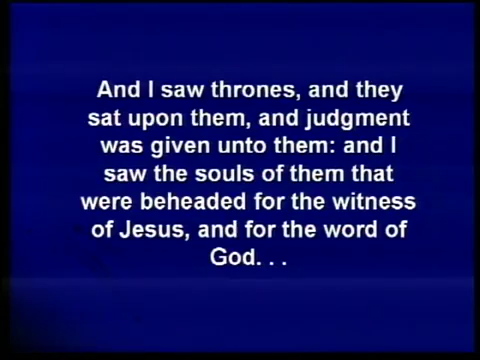 And I saw thrones, and they
sat upon them, and judgment
was given unto them: and I
saw the souls of them that
were beheaded for the witness
of Jesus, and for the word of
God. . .